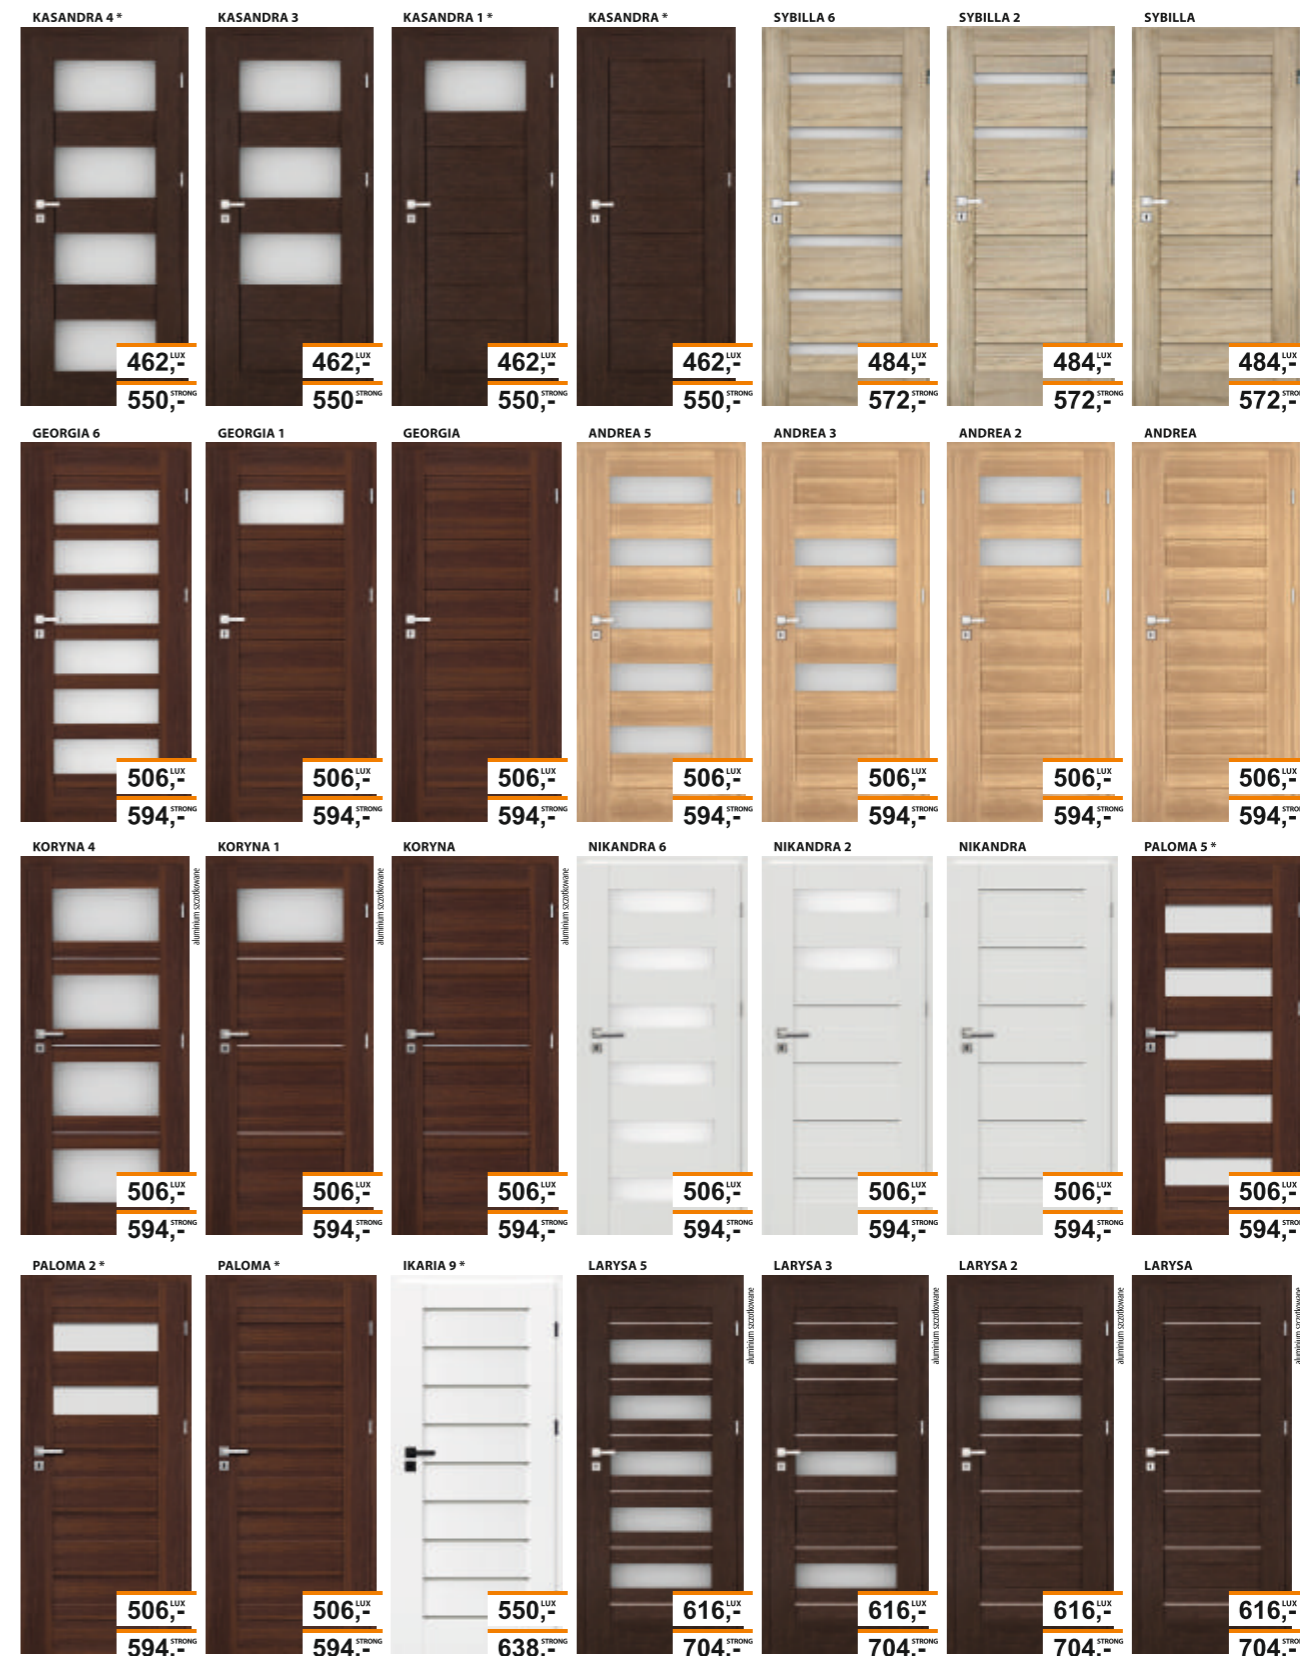 KASANDRA 4 * KASANDRA 3 KASANDRA 1 * KASANDRA * SYBILLA 6 SYBILLA 2 SYBILLA
462,- LUX 462,- LUX 462,- LUX 462,- LUX 484,- LUX 484,- LUX 484,- LUX
550,- STRONG 550- STRONG 550,- STRONG 550,- STRONG 572,- STRONG 572,- STRONG 572,- STRO
GEORGIA 6 GEORGIA 1 GEORGIA ANDREA 5 ANDREA 3 ANDREA 2 ANDREA
506,- LUX 506,- LUX 506,- LUX 506,- LUX 506,- LUX 506,- LUX 506,- LUX
594,- STRONG 594,- STRONG 594,- STRONG 594,- STRONG 594,- STRONG 594,- STRONG 594,- STRO
KORYNA 4 KORYNA 1 KORYNA NIKANDRA 6 NIKANDRA 2 NIKANDRA PALOMA 5 *
aluminium szczotkowane aluminium szczotkowane aluminium szczotkowane
506,- LUX 506,- LUX 506,- LUX 506,- LUX 506,- LUX 506,- LUX 506,- LUX
594,- STRONG 594,- STRONG 594,- STRONG 594,- STRONG 594,- STRONG 594,- STRONG 594,- STRO
PALOMA 2 * PALOMA * IKARIA 9 * LARYSA 5 LARYSA 3 LARYSA 2 LARYSA
aluminium szczotkowane aluminium szczotkowane aluminium szczotkowane aluminium szczotkowane
506,- LUX 506,- LUX 550,- LUX 616,- LUX 616,- LUX 616,- LUX 616,- LUX
594,- STRONG 594,- STRONG 638,- STRONG 704,- STRONG 704,- STRONG 704,- STRONG 704,- STRO